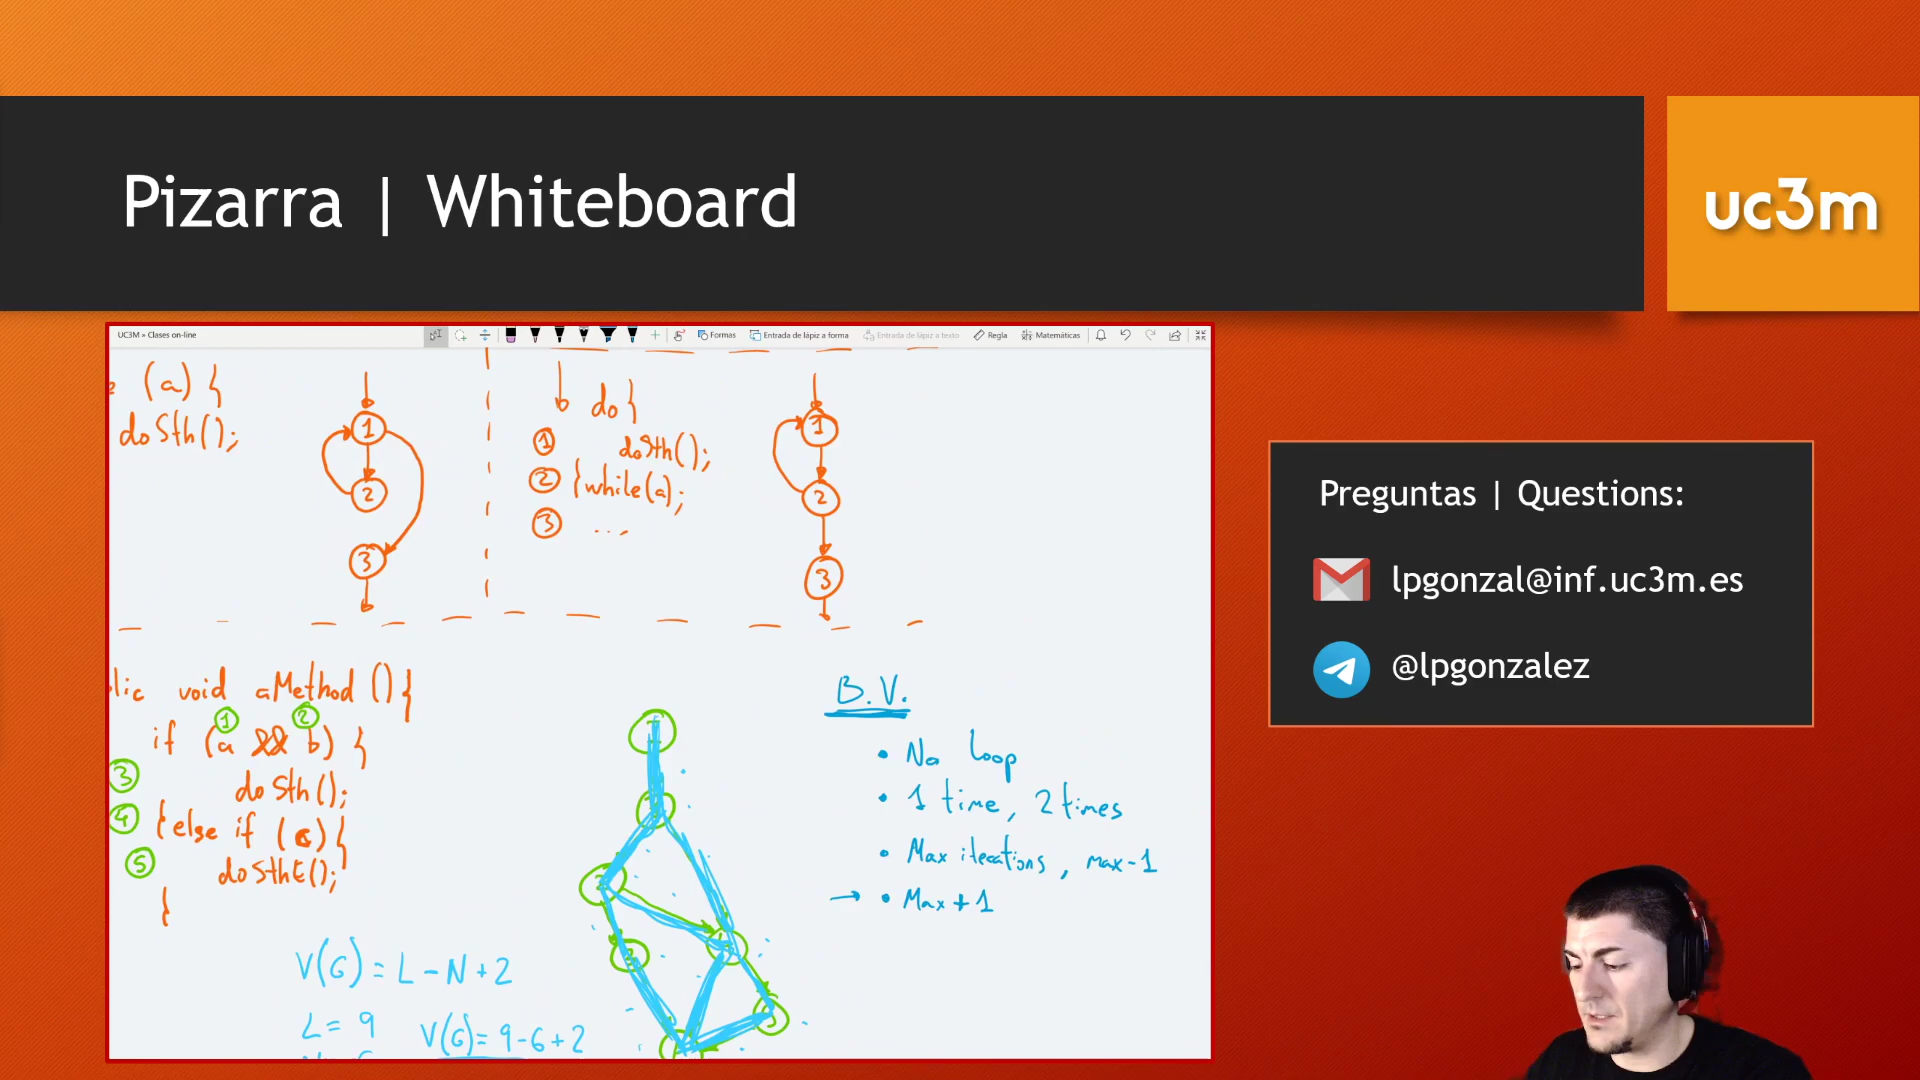 Pizarra | Whiteboard
uc3m
UC3M » Clases on-line
Formas
Entrada de lápiz a forma
Entrada de lápiz a texto
Regla
Matemáticas
(a) {
doSth();
1
2
3
do {
1 doSth();
2 } while(a);
3 ...
1
2
3
Preguntas | Questions:
lpgonzal@inf.uc3m.es
@lpgonzalez
lic void aMethod () {
1 2
if (a && b) {
3
doSth();
4 } else if (c) {
5 doSthE();
}
V(G) = L - N + 2
L = 9
V(G) = 9 - 6 + 2
3
5
B.V.
• No loop
• 1 time, 2 times
• Max iterations, max-1
→ • Max + 1